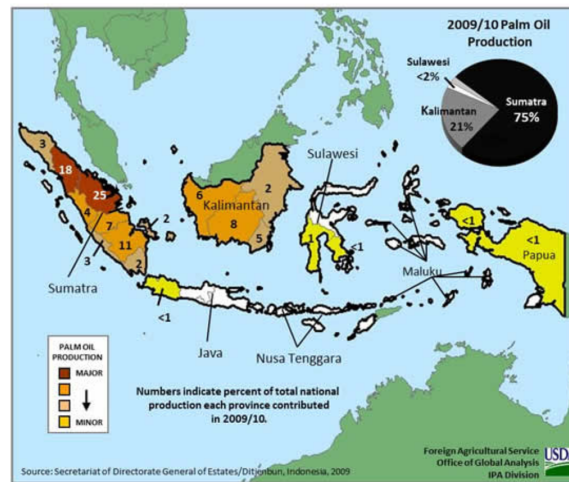 2009/10 Palm Oil
Production
Sulawesi
<2%
Kalimantan
21%
Sumatra
75%
3
18
25
4
7
11
3
2
2
Sumatra
6
2
Kalimantan
8
5
Sulawesi
1
<1
Maluku
<1
<1
Papua
<1
Java
Nusa Tenggara
PALM OIL
PRODUCTION
MAJOR
MINOR
Numbers indicate percent of total national
production each province contributed
in 2009/10.
Foreign Agricultural Service
Office of Global Analysis
IPA Division
USDA
Source: Secretariat of Directorate General of Estates/Ditjenbun, Indonesia, 2009